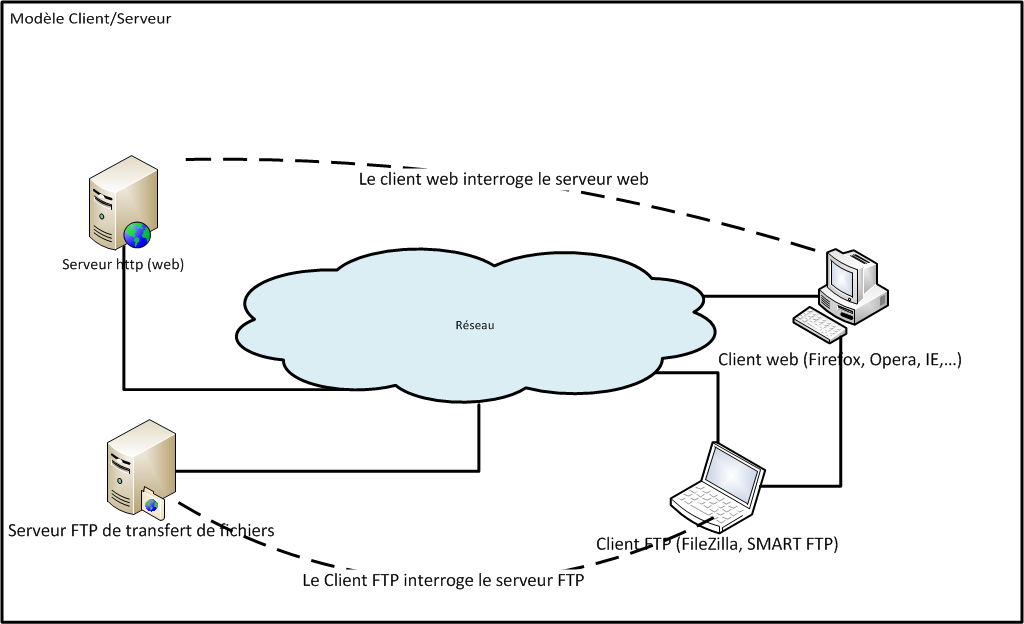 Modèle Client/Serveur
Le client web interroge le serveur web
Serveur http (web)
Réseau
Client web (Firefox, Opera, IE,...)
Serveur FTP de transfert de fichiers
Client FTP (FileZilla, SMART FTP)
Le Client FTP interroge le serveur FTP